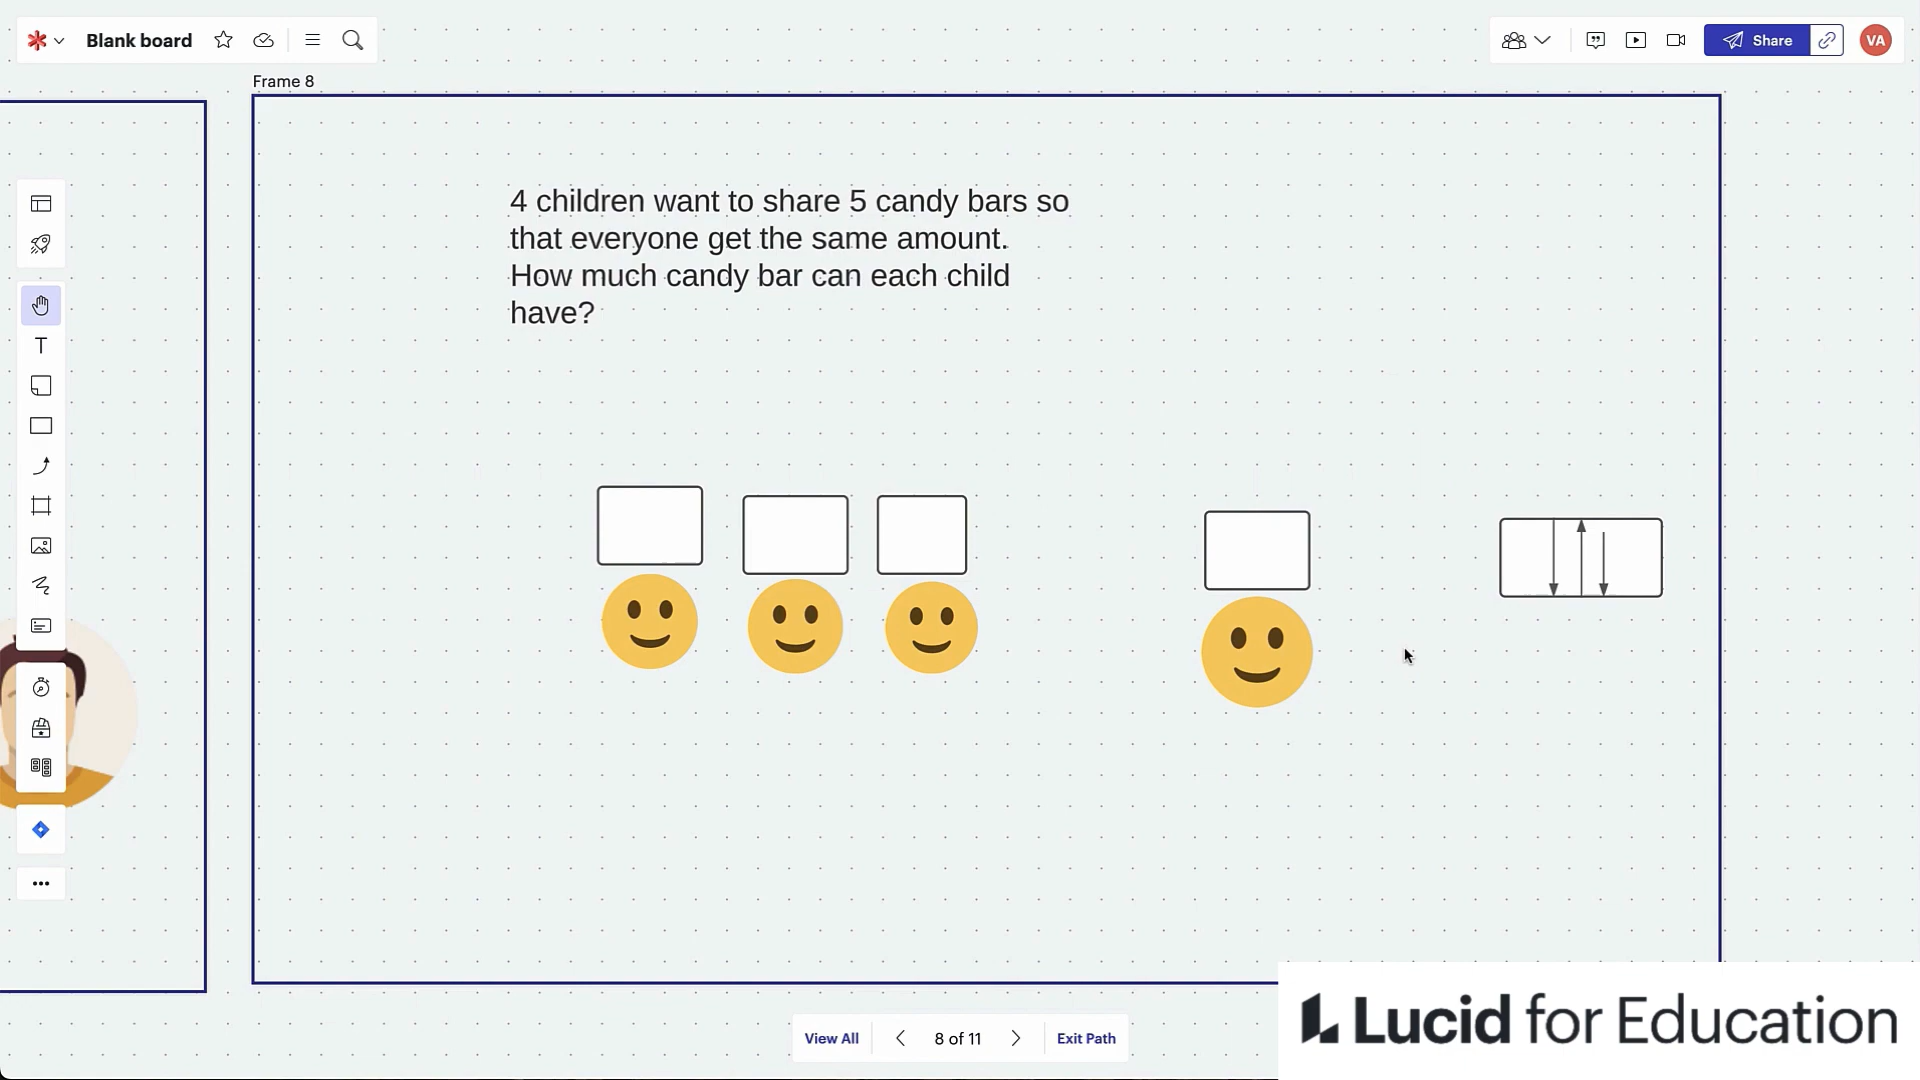 Blank board
Share
VA
Frame 8
4 children want to share 5 candy bars so
that everyone get the same amount.
How much candy bar can each child
have?
T
View All
8 of 11
Exit Path
Lucid for Education